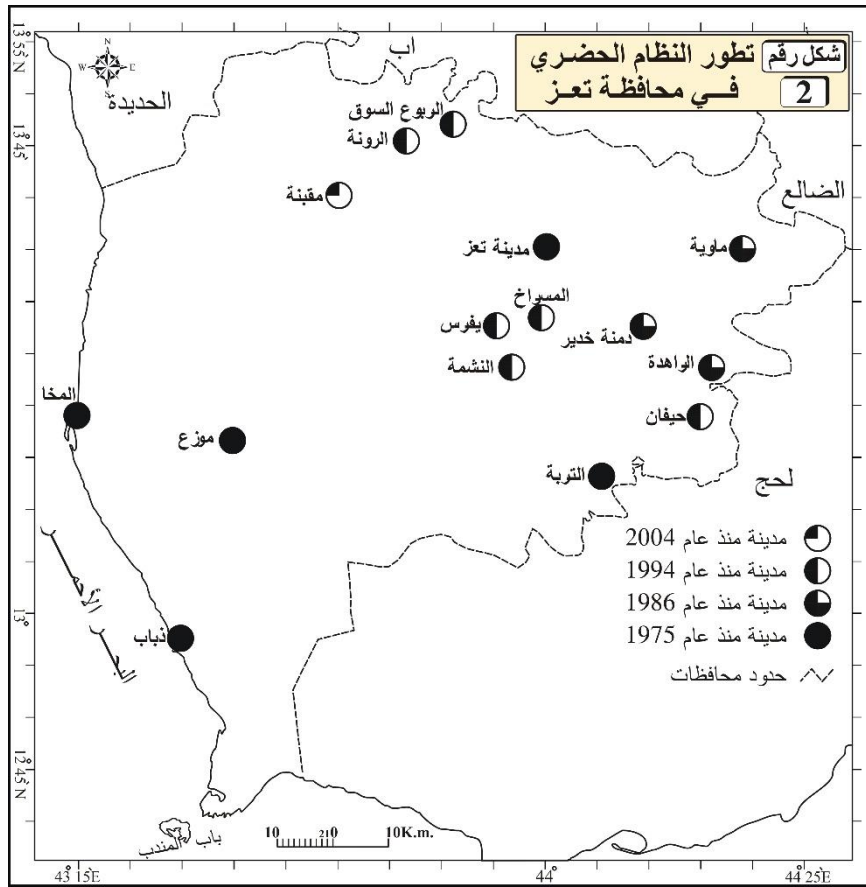 شكل رقم 2
تطور النظام الحضري
في محافظة تعز
13° 55 N
اب
N
W E
S
الحديدة
الربوع السوق
الرونة
13° 45
مقبنة
الضالع
مدينة تعز
ماوية
المسراخ
يفرس
دمنة خدير
النشمة
الواهدة
المخا
حيفان
موزع
التوبة
لحج
مدينة منذ عام 2004
مدينة منذ عام 1994
مدينة منذ عام 1986
مدينة منذ عام 1975
حدود محافظات
13°
ذباب
12° 45 N
باب
المندب
10 210 10K.m.
43° 15E
44°
44° 25E